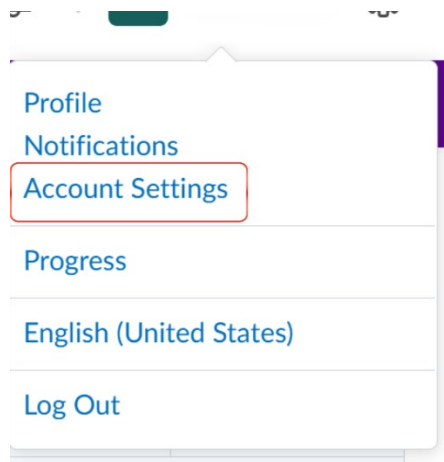 Profile
Notifications
Account Settings
Progress
English (United States)
Log Out